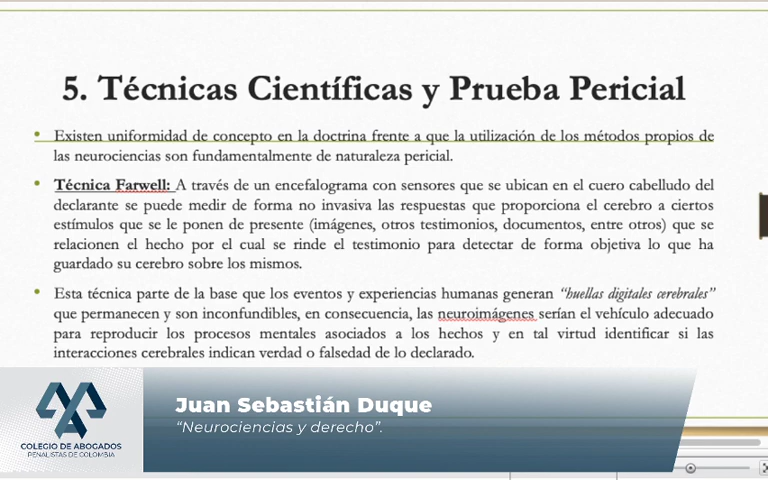 5. Técnicas Científicas y Prueba Pericial
• Existen uniformidad de concepto en la doctrina frente a que la utilización de los métodos propios de
las neurociencias son fundamentalmente de naturaleza pericial.
• Técnica Farwell: A través de un encefalograma con sensores que se ubican en el cuero cabelludo del
declarante se puede medir de forma no invasiva las respuestas que proporciona el cerebro a ciertos
estímulos que se le ponen de presente (imágenes, otros testimonios, documentos, entre otros) que se
relacionen el hecho por el cual se rinde el testimonio para detectar de forma objetiva lo que ha
guardado su cerebro sobre los mismos.
• Esta técnica parte de la base que los eventos y experiencias humanas generan “huellas digitales cerebrales”
que permanecen y son inconfundibles, en consecuencia, las neuroimágenes serían el vehículo adecuado
para reproducir los procesos mentales asociados a los hechos y en tal virtud identificar si las
interacciones cerebrales indican verdad o falsedad de lo declarado.
Juan Sebastián Duque
“Neurociencias y derecho”.
COLEGIO DE ABOGADOS
PENALISTAS DE COLOMBIA